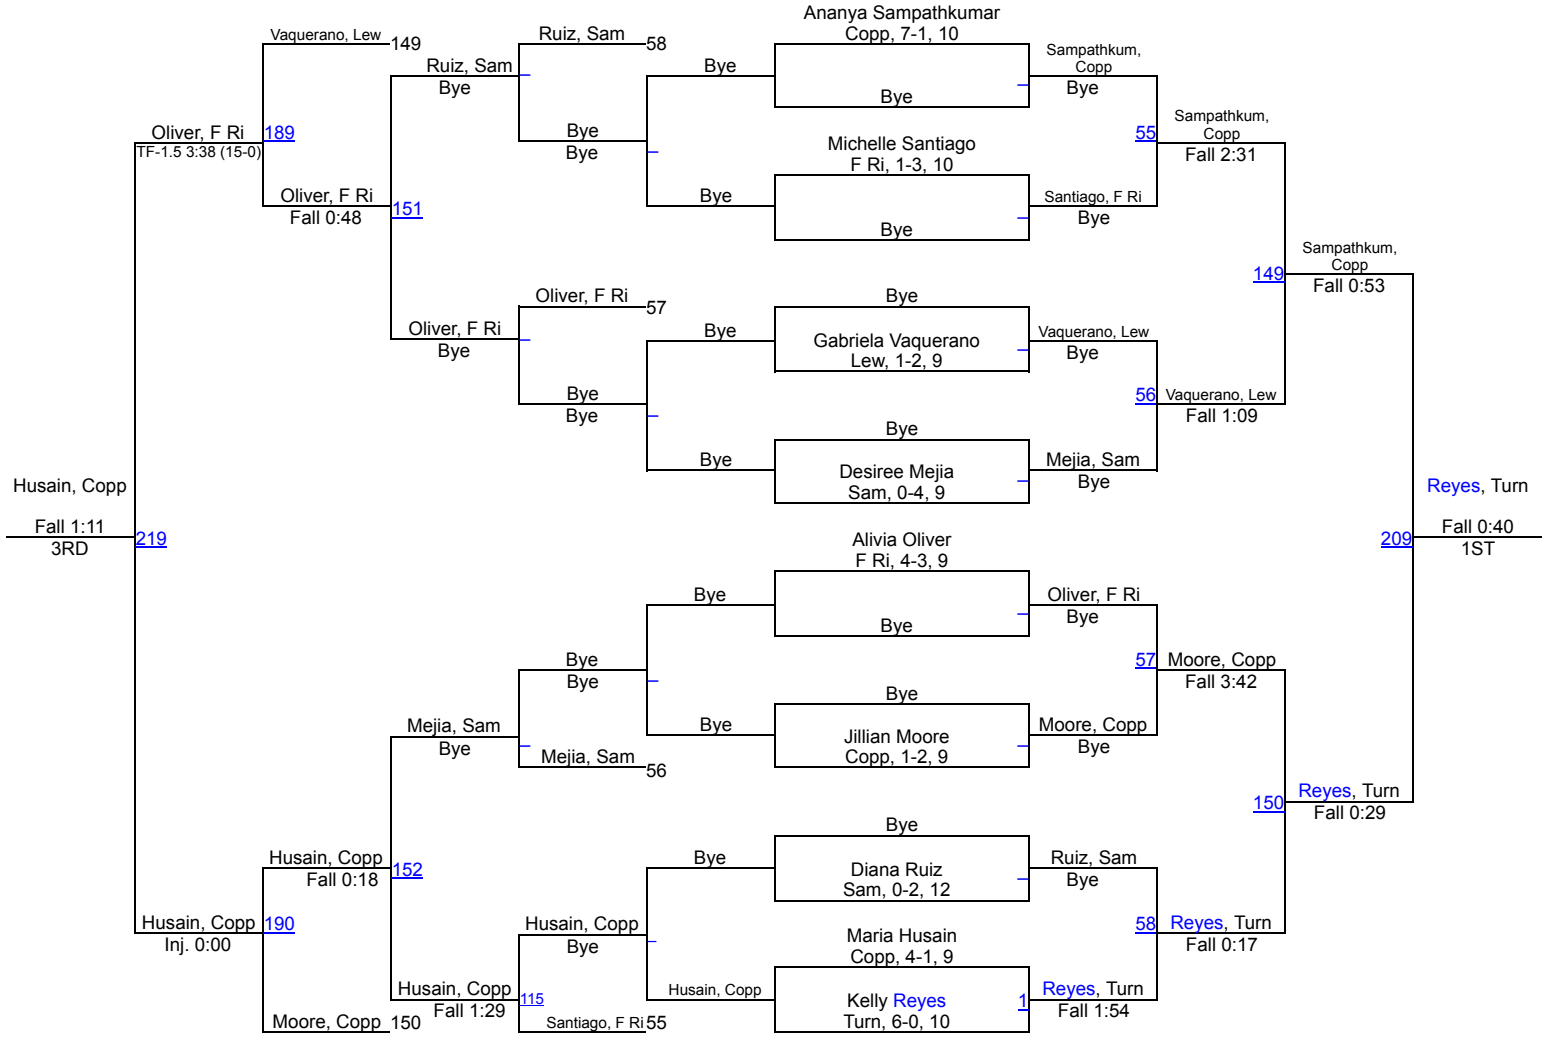 Ananya Sampathkumar
Copp, 7-1, 10
Bye
Michelle Santiago
F Ri, 1-3, 10
Bye
Bye
Gabriela Vaquerano
Lew, 1-2, 9
Bye
Desiree Mejia
Sam, 0-4, 9
Alivia Oliver
F Ri, 4-3, 9
Bye
Bye
Jillian Moore
Copp, 1-2, 9
Bye
Diana Ruiz
Sam, 0-2, 12
Maria Husain
Copp, 4-1, 9
Kelly Reyes
Turn, 6-0, 10
1
Sampathkum,
Copp
Bye
Santiago, F Ri
Bye
Vaquerano, Lew
Bye
Mejia, Sam
Bye
Oliver, F Ri
Bye
Moore, Copp
Bye
Ruiz, Sam
Bye
Reyes, Turn
Fall 1:54
55
Sampathkum,
Copp
Fall 2:31
56
Vaquerano, Lew
Fall 1:09
57
Moore, Copp
Fall 3:42
58
Reyes, Turn
Fall 0:17
149
Sampathkum,
Copp
Fall 0:53
150
Reyes, Turn
Fall 0:29
209
Reyes, Turn
Fall 0:40
1ST
Bye
Bye
Bye
Bye
Bye
Bye
Bye
Husain, Copp
Ruiz, Sam
58
Bye
Bye
Oliver, F Ri
57
Bye
Bye
Bye
Bye
Mejia, Sam
56
Husain, Copp
Bye
Santiago, F Ri
55
Ruiz, Sam
Bye
Oliver, F Ri
Bye
Mejia, Sam
Bye
Husain, Copp
Fall 1:29
115
Vaquerano, Lew
149
Oliver, F Ri
Fall 0:48
151
Husain, Copp
Fall 0:18
152
Moore, Copp
150
Oliver, F Ri
TF-1.5 3:38 (15-0)
189
Husain, Copp
Inj. 0:00
190
Husain, Copp
Fall 1:11
3RD
219